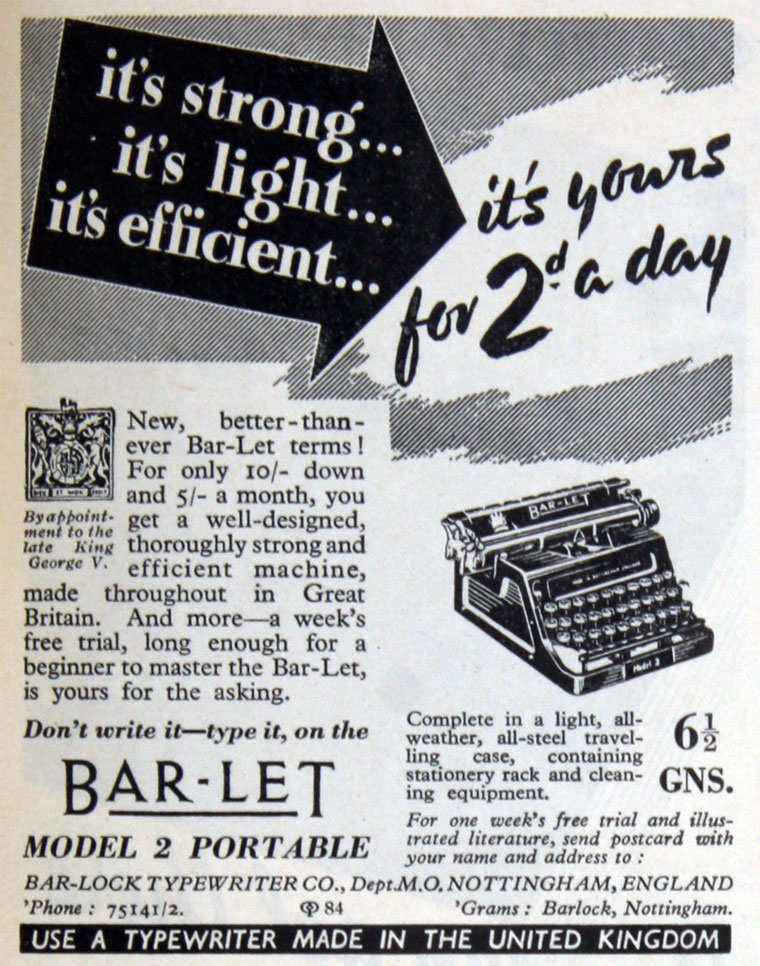 it's strong...
it's light...
it's efficient...
it's yours
for 2d. a day
New, better-than-
ever Bar-Let terms!
For only 10/- down
and 5/- a month, you
get a well-designed,
thoroughly strong and
efficient machine,
made throughout in Great
Britain. And more—a week's
free trial, long enough for a
beginner to master the Bar-Let,
is yours for the asking.
By appoint-
ment to the
late King
George V.
Don't write it—type it, on the
BAR-LET
MODEL 2 PORTABLE
BAR-LET
Model 2
Complete in a light, all-
weather, all-steel travel-
ling case, containing
stationery rack and clean-
ing equipment.
6½
GNS.
For one week's free trial and illus-
trated literature, send postcard with
your name and address to :
BAR-LOCK TYPEWRITER CO., Dept.M.O. NOTTINGHAM, ENGLAND
'Phone : 75141/2.
84
'Grams : Barlock, Nottingham.
USE A TYPEWRITER MADE IN THE UNITED KINGDOM